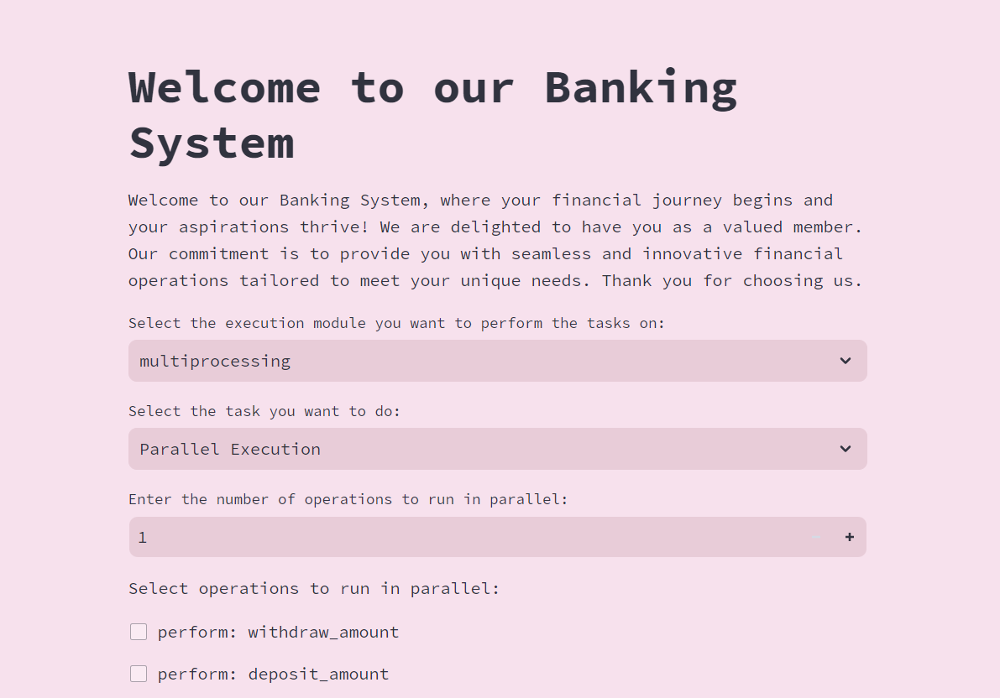 Welcome to our Banking
System
Welcome to our Banking System, where your financial journey begins and
your aspirations thrive! We are delighted to have you as a valued member.
Our commitment is to provide you with seamless and innovative financial
operations tailored to meet your unique needs. Thank you for choosing us.
Select the execution module you want to perform the tasks on:
multiprocessing
Select the task you want to do:
Parallel Execution
Enter the number of operations to run in parallel:
1
Select operations to run in parallel:
perform: withdraw_amount
perform: deposit_amount